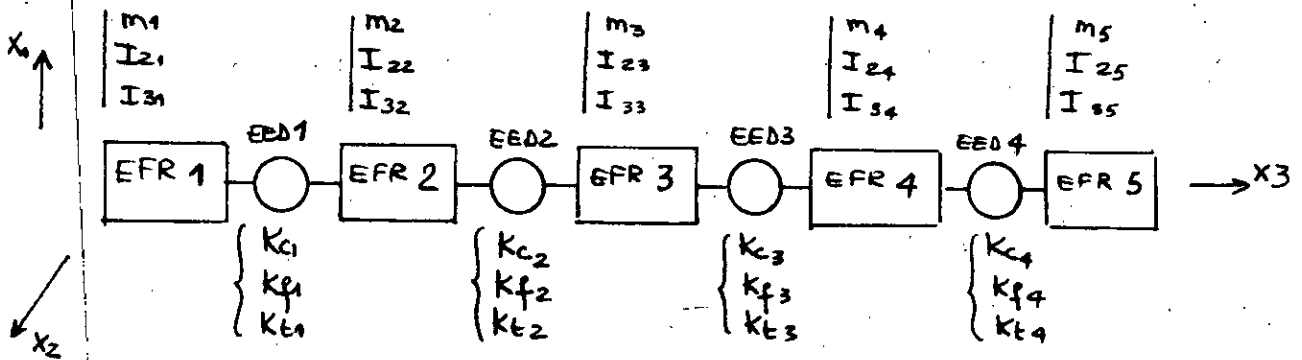 m1 m2 m3 m4 m5
X1 I21 I22 I23 I24 I25
I31 I32 I33 I34 I35
EED1 EED2 EED3 EED4
EFR 1 EFR 2 EFR 3 EFR 4 EFR 5 X3
Kc1 Kc2 Kc3 Kc4
Kf1 Kf2 Kf3 Kf4
X2 Kt1 Kt2 Kt3 Kt4